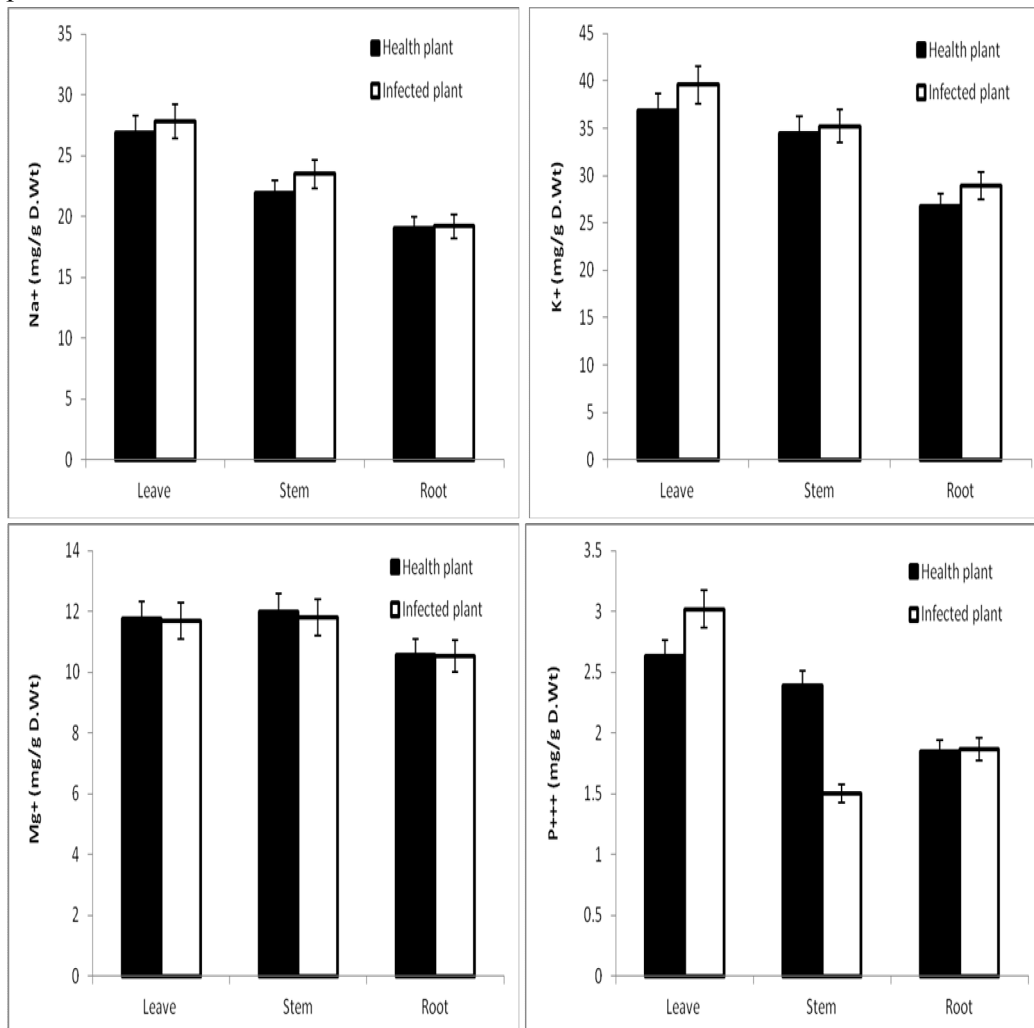 Na+ (mg/g D.Wt)
35
30
25
20
15
10
5
0
Health plant
Infected plant
Leave Stem Root
K+ (mg/g D.Wt)
45
40
35
30
25
20
15
10
5
0
Health plant
Infected plant
Leave Stem Root
Mg+ (mg/g D.Wt)
14
12
10
8
6
4
2
0
Health plant
Infected plant
Leave Stem Root
P+++ (mg/g D.Wt)
3.5
3
2.5
2
1.5
1
0.5
0
Health plant
Infected plant
Leave Stem Root